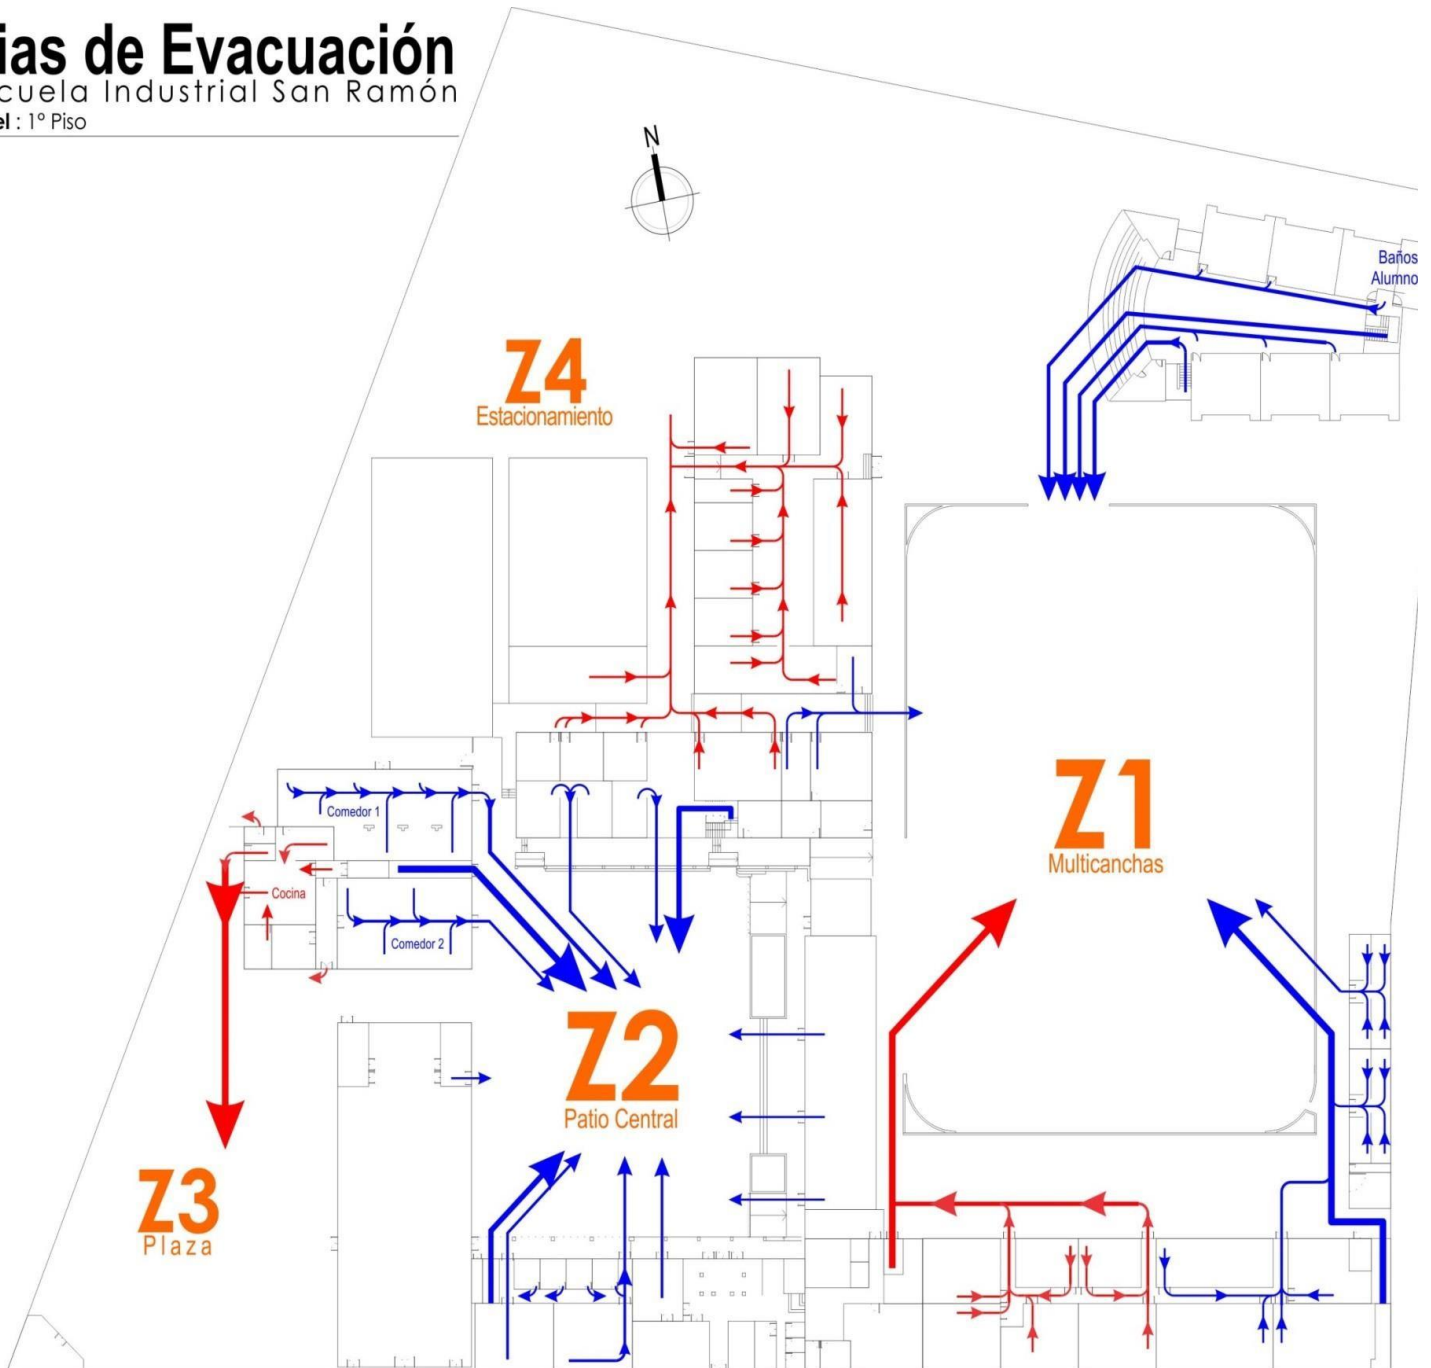 ias de Evacuación
cuela Industrial San Ramón
el : 1º Piso
N
Baños
Alumno
Z4
Estacionamiento
Z1
Multicanchas
Comedor 1
Cocina
Comedor 2
Z2
Patio Central
Z3
Plaza